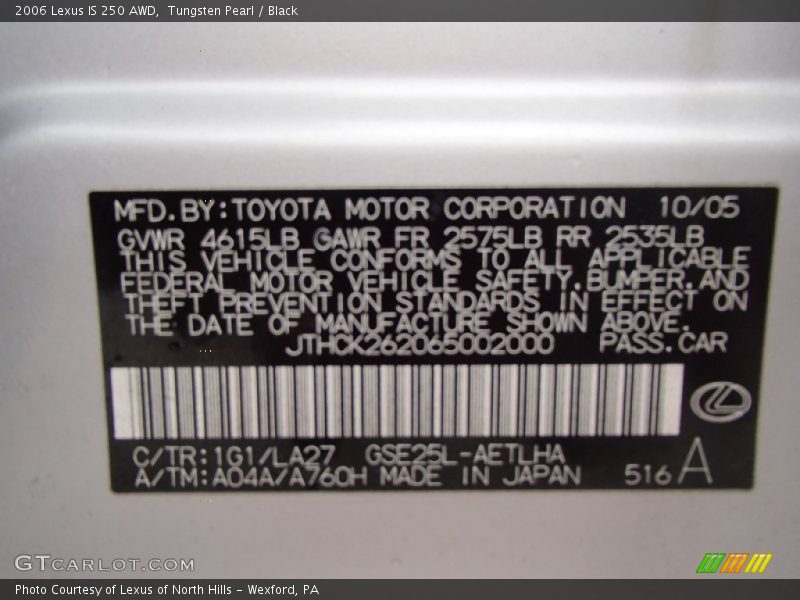 2006 Lexus IS 250 AWD,  Tungsten Pearl / Black
MFD.BY:TOYOTA MOTOR CORPORATION 10/05
GVWR 4615LB GAWR FR 2575LB RR 2535LB
THIS VEHICLE CONFORMS TO ALL APPLICABLE
FEDERAL MOTOR VEHICLE SAFETY.BUMPER.AND
THEFT PREVENTION STANDARDS IN EFFECT ON
THE DATE OF MANUFACTURE SHOWN ABOVE.
JTHCK262065002000 PASS.CAR
C/TR:1G1/LA27 GSE25L-AETLHA
A/TM:A04A/A760H MADE IN JAPAN 516 A
GTCARLOT.COM
Photo Courtesy of Lexus of North Hills - Wexford, PA